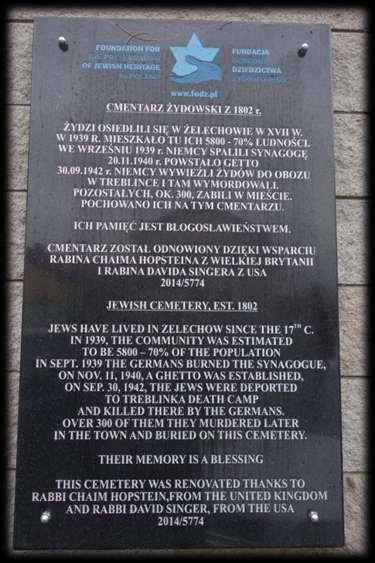 FOUNDATION FOR
THE PRESERVATION
OF JEWISH HERITAGE
IN POLAND
FUNDACJA
OCHRONY
DZIEDZICTWA
ŻYDOWSKIEGO
www.fodz.pl
CMENTARZ ŻYDOWSKI Z 1802 r.
ŻYDZI OSIEDLILI SIĘ W ŻELECHOWIE W XVII W.
W 1939 R. MIESZKAŁO TU ICH 5800 - 70% LUDNOŚCI.
WE WRZEŚNIU 1939 r. NIEMCY SPALILI SYNAGOGĘ
20.11.1940 r. POWSTAŁO GETTO
30.09.1942 r. NIEMCY WYWIEŹLI ŻYDÓW DO OBOZU
W TREBLINCE I TAM WYMORDOWALI.
POZOSTAŁYCH, OK. 300, ZABILI W MIEŚCIE.
POCHOWANO ICH NA TYM CMENTARZU.
ICH PAMIĘĆ JEST BŁOGOSŁAWIEŃSTWEM.
CMENTARZ ZOSTAŁ ODNOWIONY DZIĘKI WSPARCIU
RABINA CHAIMA HOPSTEINA Z WIELKIEJ BRYTANII
I RABINA DAVIDA SINGERA Z USA
2014/5774
JEWISH CEMETERY, EST. 1802
JEWS HAVE LIVED IN ZELECHOW SINCE THE 17TH C.
IN 1939, THE COMMUNITY WAS ESTIMATED
TO BE 5800 – 70% OF THE POPULATION
IN SEPT. 1939 THE GERMANS BURNED THE SYNAGOGUE,
ON NOV. 11, 1940, A GHETTO WAS ESTABLISHED,
ON SEP. 30, 1942, THE JEWS WERE DEPORTED
TO TREBLINKA DEATH CAMP
AND KILLED THERE BY THE GERMANS.
OVER 300 OF THEM THEY MURDERED LATER
IN THE TOWN AND BURIED ON THIS CEMETERY.
THEIR MEMORY IS A BLESSING
THIS CEMETERY WAS RENOVATED THANKS TO
RABBI CHAIM HOPSTEIN,FROM THE UNITED KINGDOM
AND RABBI DAVID SINGER, FROM THE USA
2014/5774